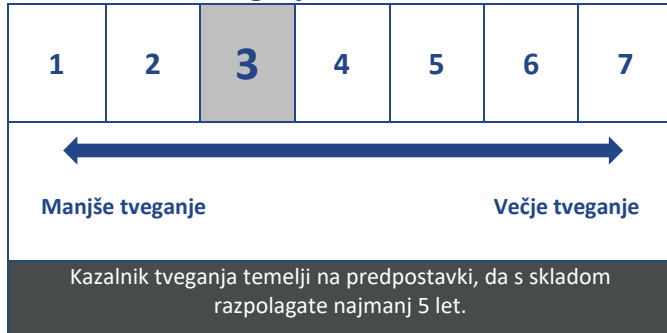 1 2 3 4 5 6 7
Manjše tveganje Večje tveganje
Kazalnik tveganja temelji na predpostavki, da s skladom
razpolagate najmanj 5 let.